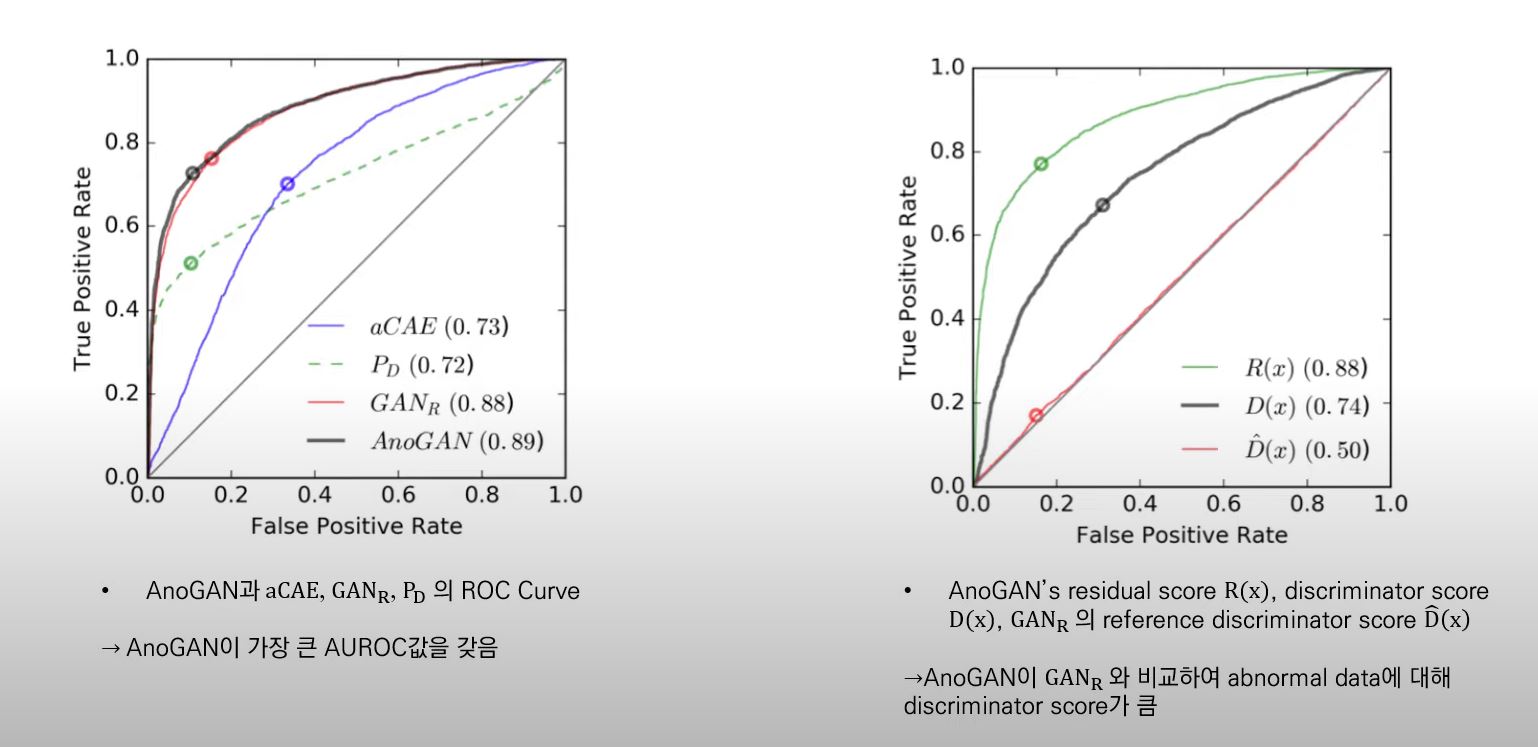 1.0
0.8
0.6
0.4
0.2
0.0
True Positive Rate
aCAE (0.73)
P_D (0.72)
GAN_R (0.88)
AnoGAN (0.89)
0.0 0.2 0.4 0.6 0.8 1.0
False Positive Rate
• AnoGAN과 aCAE, GAN_R, P_D 의 ROC Curve
→ AnoGAN이 가장 큰 AUROC값을 갖음
1.0
0.8
0.6
0.4
0.2
0.0
True Positive Rate
R(x) (0.88)
D(x) (0.74)
D̂(x) (0.50)
0.0 0.2 0.4 0.6 0.8 1.0
False Positive Rate
• AnoGAN's residual score R(x), discriminator score
D(x), GAN_R 의 reference discriminator score D̂(x)
→AnoGAN이 GAN_R 와 비교하여 abnormal data에 대해
discriminator score가 큼